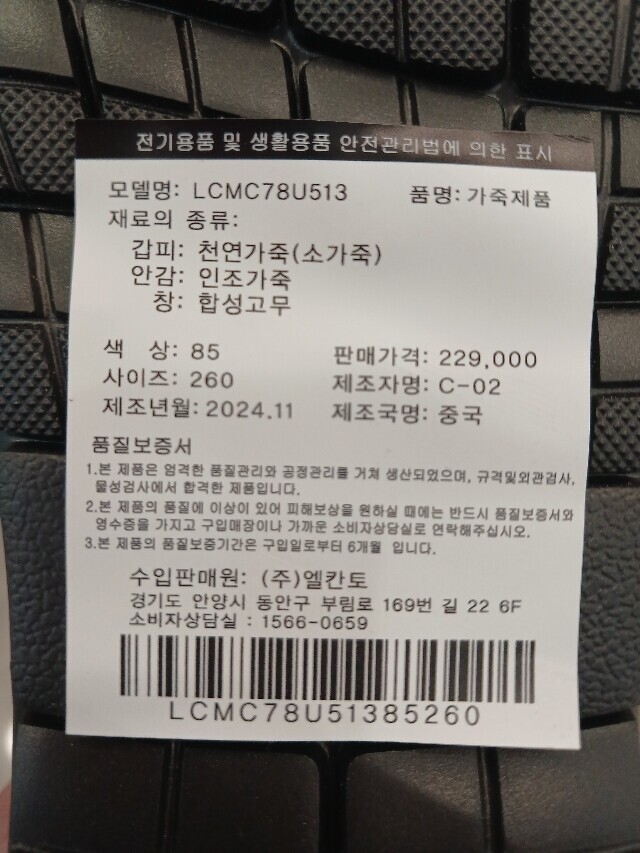 전기용품 및 생활용품 안전관리법에 의한 표시
모델명: LCMC78U513 품명: 가죽제품
재료의 종류:
갑피: 천연가죽(소가죽)
안감: 인조가죽
창: 합성고무
색 상: 85 판매가격: 229,000
사이즈: 260 제조자명: C-02
제조년월: 2024.11 제조국명: 중국
품질보증서
1.본 제품은 엄격한 품질관리와 공정관리를 거쳐 생산되었으며, 규격및외관검사,
물성검사에서 합격한 제품입니다.
2.본 제품의 품질에 이상이 있어 피해보상을 원하실 때에는 반드시 품질보증서와
영수증을 가지고 구입매장이나 가까운 소비자상담실로 연락해주십시오.
3.본 제품의 품질보증기간은 구입일로부터 6개월 입니다.
수입판매원: (주)엘칸토
경기도 안양시 동안구 부림로 169번 길 22 6F
소비자상담실 : 1566-0659
LCMC78U51385260